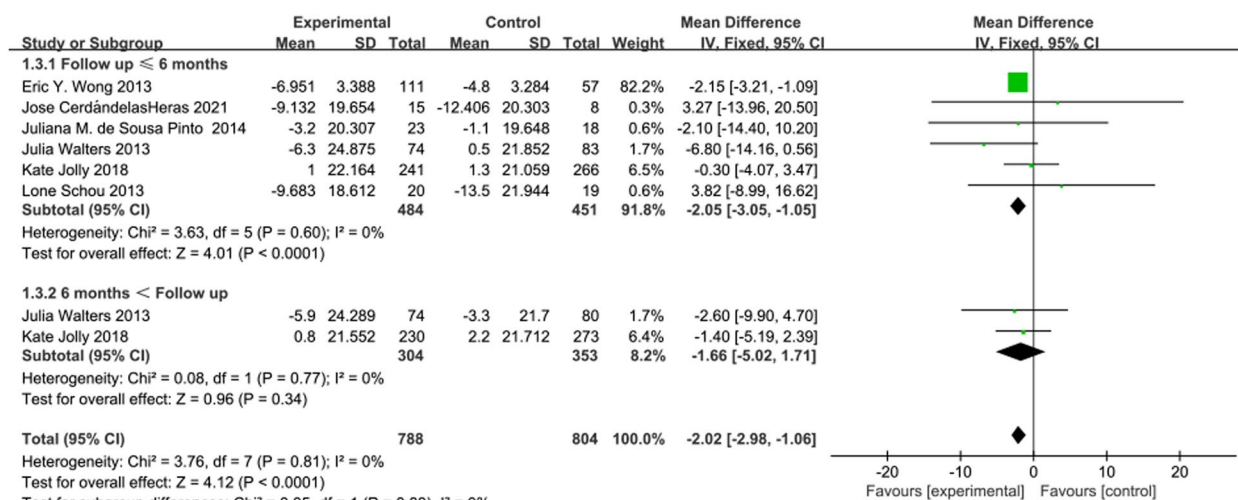 Experimental Control Mean Difference Mean Difference
Study or Subgroup Mean SD Total Mean SD Total Weight IV, Fixed, 95% CI IV, Fixed, 95% CI
1.3.1 Follow up ⩽ 6 months
Eric Y. Wong 2013 -6.951 3.388 111 -4.8 3.284 57 82.2% -2.15 [-3.21, -1.09]
Jose CerdándelasHeras 2021 -9.132 19.654 15 -12.406 20.303 8 0.3% 3.27 [-13.96, 20.50]
Juliana M. de Sousa Pinto 2014 -3.2 20.307 23 -1.1 19.648 18 0.6% -2.10 [-14.40, 10.20]
Julia Walters 2013 -6.3 24.875 74 0.5 21.852 83 1.7% -6.80 [-14.16, 0.56]
Kate Jolly 2018 1 22.164 241 1.3 21.059 266 6.5% -0.30 [-4.07, 3.47]
Lone Schou 2013 -9.683 18.612 20 -13.5 21.944 19 0.6% 3.82 [-8.99, 16.62]
Subtotal (95% CI) 484 451 91.8% -2.05 [-3.05, -1.05]
Heterogeneity: Chi² = 3.63, df = 5 (P = 0.60); I² = 0%
Test for overall effect: Z = 4.01 (P < 0.0001)
1.3.2 6 months < Follow up
Julia Walters 2013 -5.9 24.289 74 -3.3 21.7 80 1.7% -2.60 [-9.90, 4.70]
Kate Jolly 2018 0.8 21.552 230 2.2 21.712 273 6.4% -1.40 [-5.19, 2.39]
Subtotal (95% CI) 304 353 8.2% -1.66 [-5.02, 1.71]
Heterogeneity: Chi² = 0.08, df = 1 (P = 0.77); I² = 0%
Test for overall effect: Z = 0.96 (P = 0.34)
Total (95% CI) 788 804 100.0% -2.02 [-2.98, -1.06]
Heterogeneity: Chi² = 3.76, df = 7 (P = 0.81); I² = 0%
Test for overall effect: Z = 4.12 (P < 0.0001)
-20 -10 0 10 20
Favours [experimental] Favours [control]